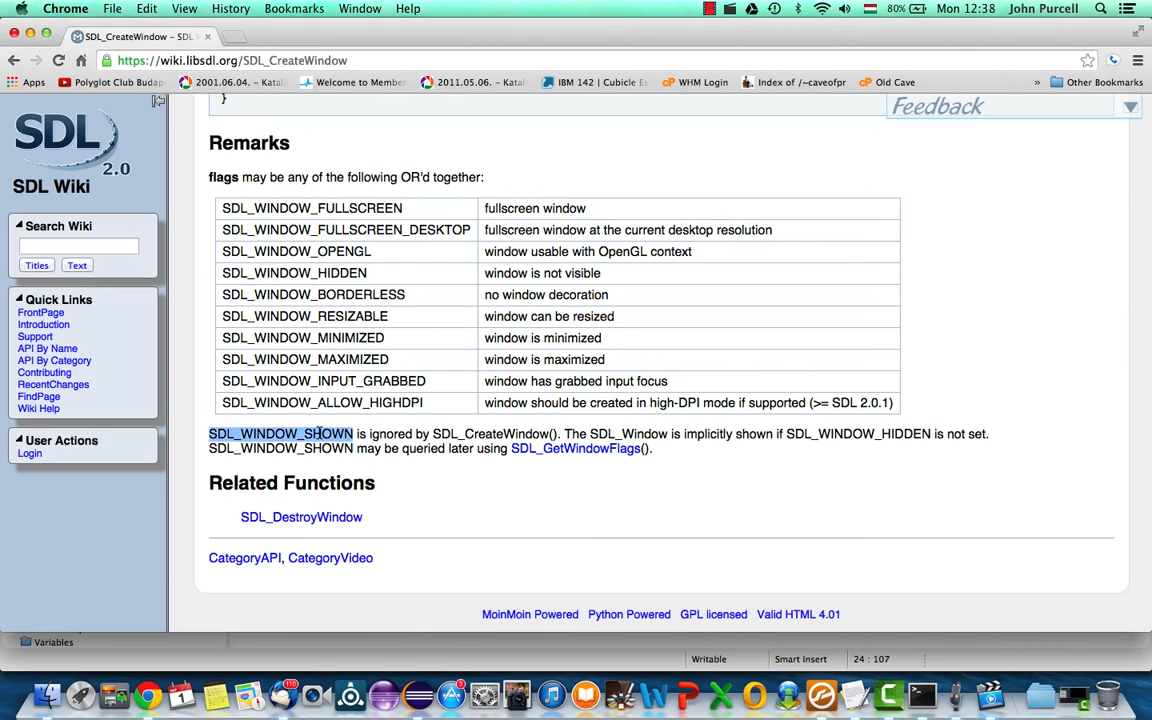 Chrome File Edit View History Bookmarks Window Help 80% Mon 12:38 John Purcell
SDL_CreateWindow – SDL
https://wiki.libsdl.org/SDL_CreateWindow
Apps Polyglot Club Budap 2001.06.04. - Katali Welcome to Member 2011.05.06. - Katali IBM 142 | Cubicle Es cP WHM Login Index of /~caveofpr cP Old Cave » Other Bookmarks
}
Feedback
SDL
2.0
SDL Wiki
Search Wiki
Titles Text
Quick Links
FrontPage
Introduction
Support
API By Name
API By Category
Contributing
RecentChanges
FindPage
Wiki Help
User Actions
Login
Remarks
flags may be any of the following OR'd together:
SDL_WINDOW_FULLSCREEN fullscreen window
SDL_WINDOW_FULLSCREEN_DESKTOP fullscreen window at the current desktop resolution
SDL_WINDOW_OPENGL window usable with OpenGL context
SDL_WINDOW_HIDDEN window is not visible
SDL_WINDOW_BORDERLESS no window decoration
SDL_WINDOW_RESIZABLE window can be resized
SDL_WINDOW_MINIMIZED window is minimized
SDL_WINDOW_MAXIMIZED window is maximized
SDL_WINDOW_INPUT_GRABBED window has grabbed input focus
SDL_WINDOW_ALLOW_HIGHDPI window should be created in high-DPI mode if supported (>= SDL 2.0.1)
SDL_WINDOW_SHOWN is ignored by SDL_CreateWindow(). The SDL_Window is implicitly shown if SDL_WINDOW_HIDDEN is not set.
SDL_WINDOW_SHOWN may be queried later using SDL_GetWindowFlags().
Related Functions
SDL_DestroyWindow
CategoryAPI, CategoryVideo
MoinMoin Powered Python Powered GPL licensed Valid HTML 4.01
Variables
Writable Smart Insert 24 : 107